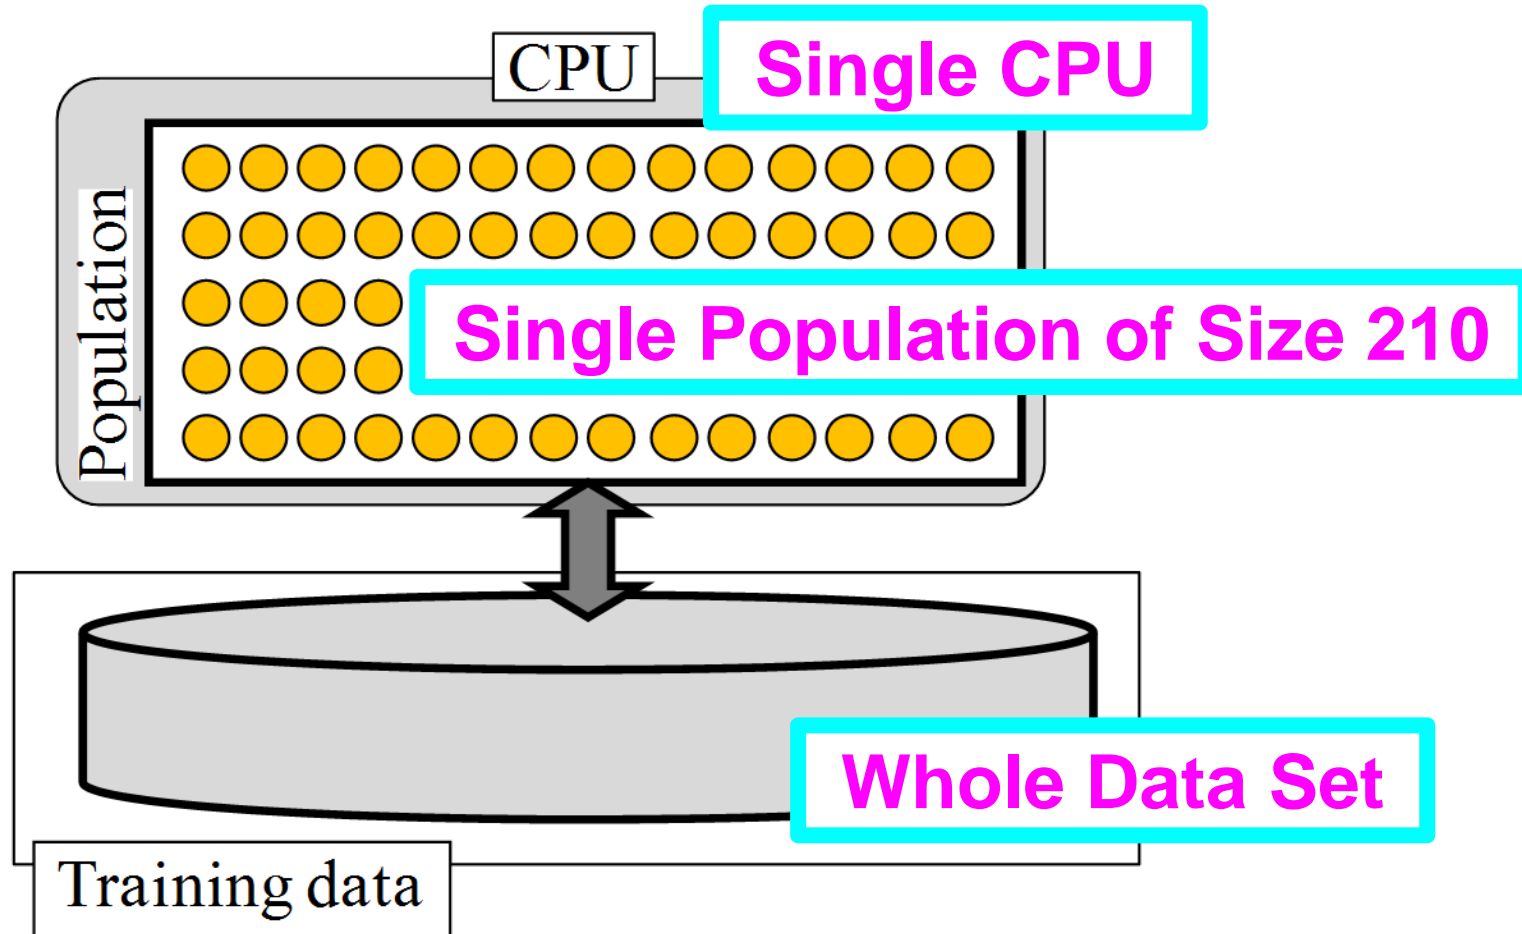 CPU
Single CPU
Population
Single Population of Size 210
Whole Data Set
Training data